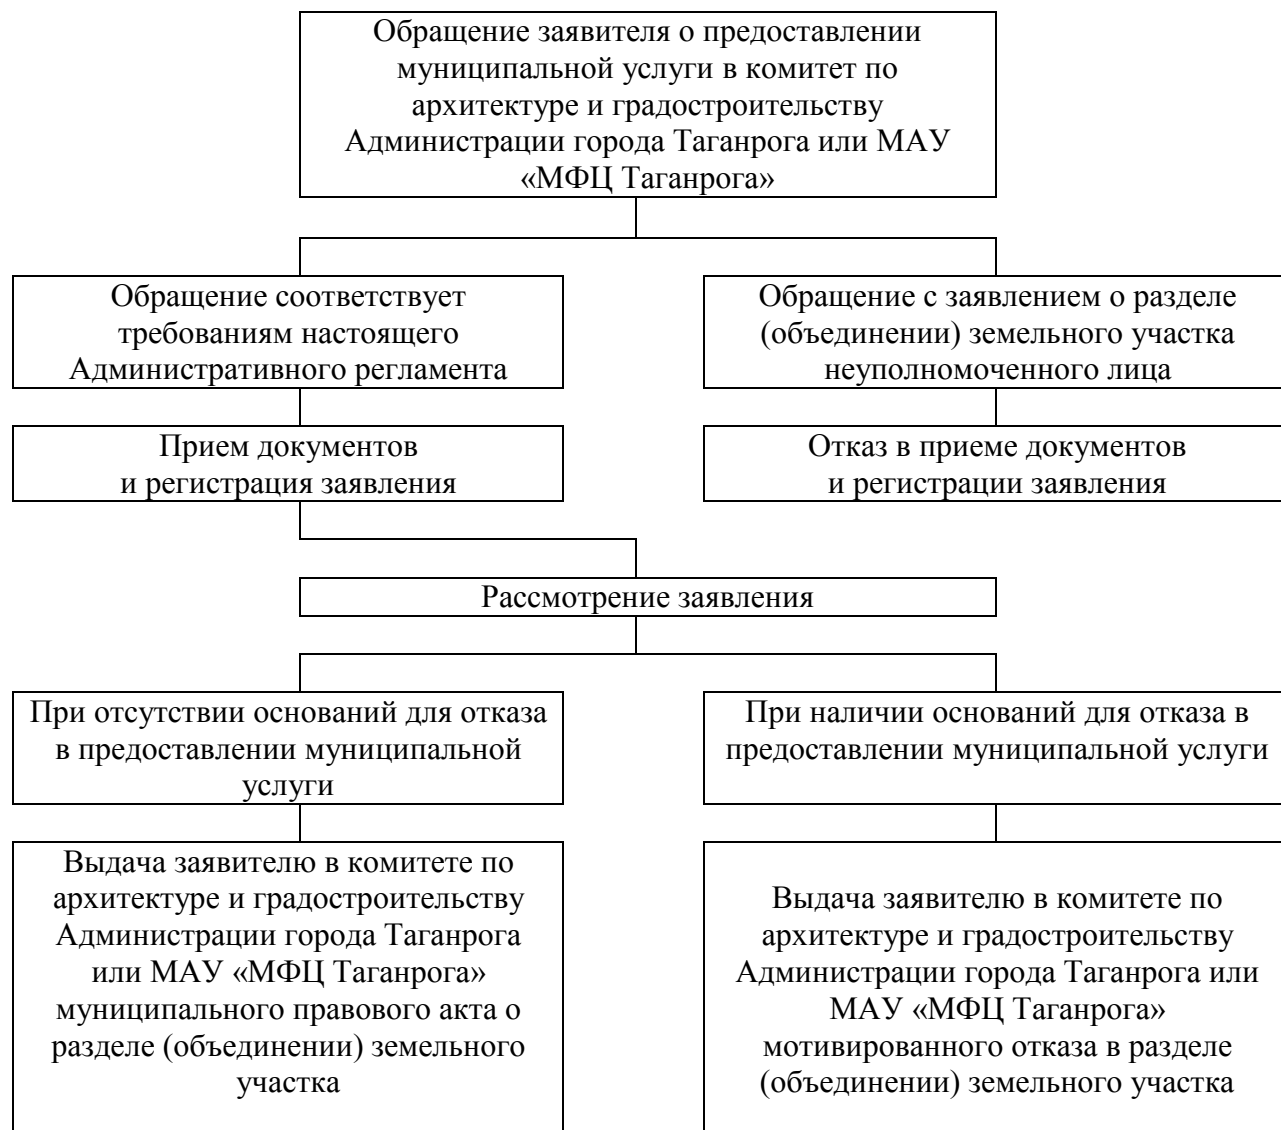 Обращение заявителя о предоставлении
муниципальной услуги в комитет по
архитектуре и градостроительству
Администрации города Таганрога или МАУ
«МФЦ Таганрога»
Обращение соответствует
требованиям настоящего
Административного регламента
Обращение с заявлением о разделе
(объединении) земельного участка
неуполномоченного лица
Прием документов
и регистрация заявления
Отказ в приеме документов
и регистрации заявления
Рассмотрение заявления
При отсутствии оснований для отказа
в предоставлении муниципальной
услуги
При наличии оснований для отказа в
предоставлении муниципальной услуги
Выдача заявителю в комитете по
архитектуре и градостроительству
Администрации города Таганрога
или МАУ «МФЦ Таганрога»
муниципального правового акта о
разделе (объединении) земельного
участка
Выдача заявителю в комитете по
архитектуре и градостроительству
Администрации города Таганрога или
МАУ «МФЦ Таганрога»
мотивированного отказа в разделе
(объединении) земельного участка